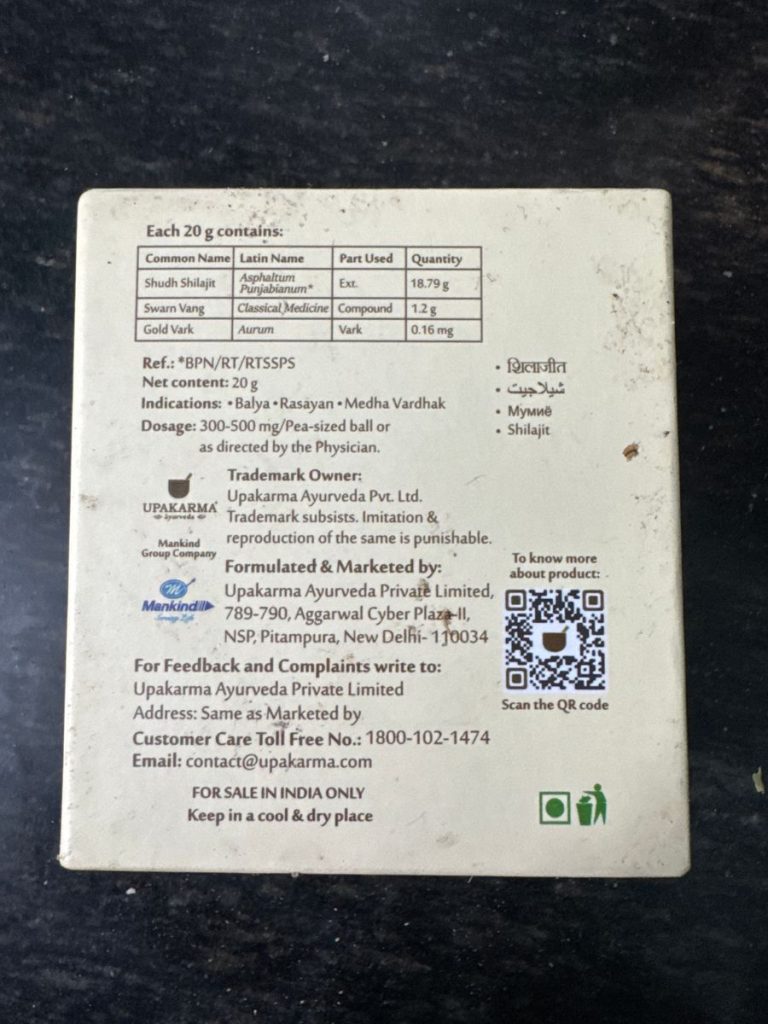 Each 20 g contains:
Common Name Latin Name Part Used Quantity
Shudh Shilajit Asphaltum Punjabianum* Ext. 18.79 g
Swarn Vang Classical Medicine Compound 1.2 g
Gold Vark Aurum Vark 0.16 mg
Ref.: *BPN/RT/RTSSPS
Net content: 20 g
Indications: •Balya •Rasayan •Medha Vardhak
Dosage: 300-500 mg/Pea-sized ball or
as directed by the Physician.
• शिलाजीत
• شیلاجیت
• Мумиё
• Shilajit
Trademark Owner:
Upakarma Ayurveda Pvt. Ltd.
Trademark subsists. Imitation &
reproduction of the same is punishable.
UPAKARMA
ayurveda
Mankind
Group Company
Mankind
Serving Life
Formulated & Marketed by:
Upakarma Ayurveda Private Limited,
789-790, Aggarwal Cyber Plaza-II,
NSP, Pitampura, New Delhi- 110034
To know more
about product:
Scan the QR code
For Feedback and Complaints write to:
Upakarma Ayurveda Private Limited
Address: Same as Marketed by
Customer Care Toll Free No.: 1800-102-1474
Email: contact@upakarma.com
FOR SALE IN INDIA ONLY
Keep in a cool & dry place